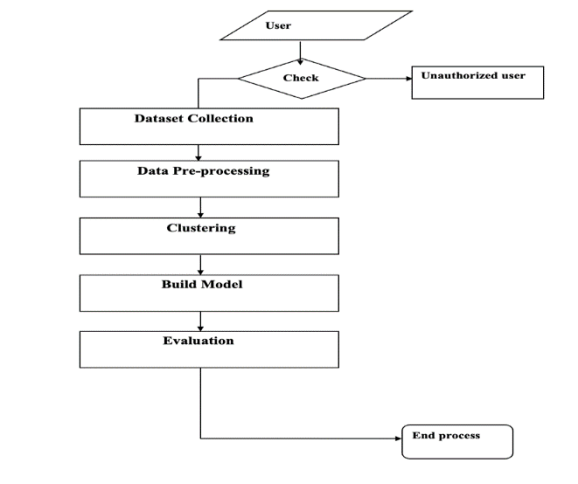 User
Check
Unauthorized user
Dataset Collection
Data Pre-processing
Clustering
Build Model
Evaluation
End process